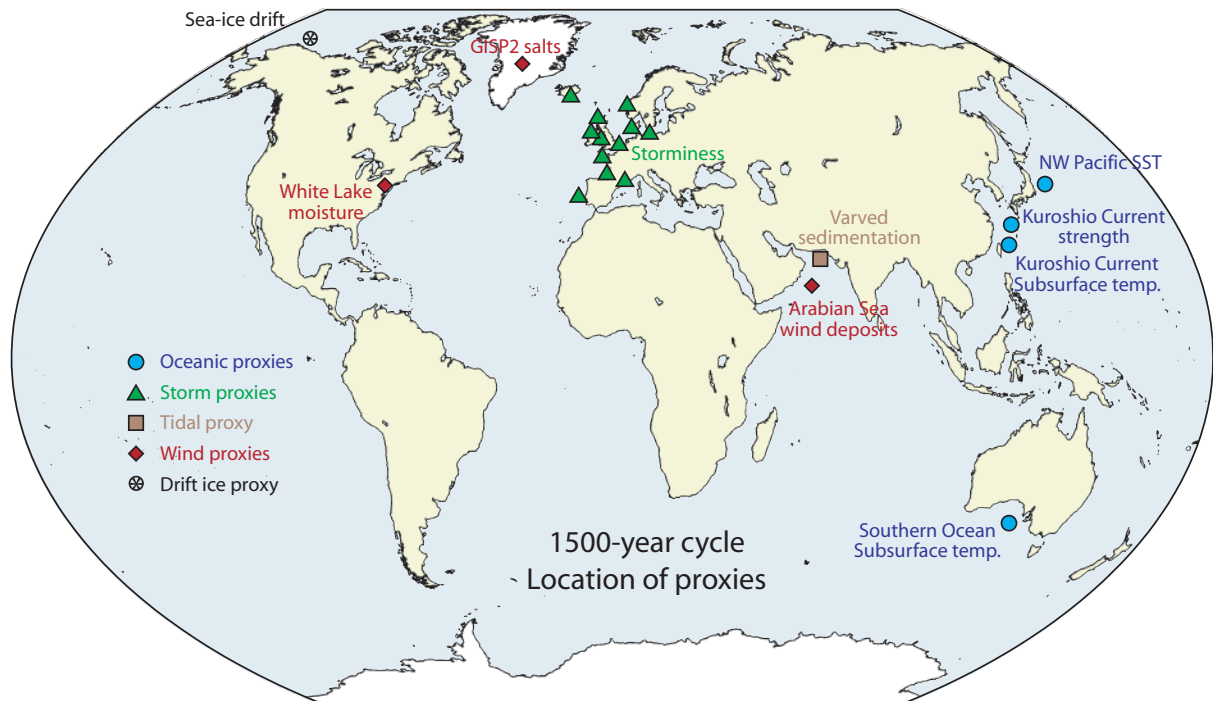 Sea-ice drift
GISP2 salts
Storminess
NW Pacific SST
White Lake
moisture
Varved
sedimentation
Kuroshio Current
strength
Kuroshio Current
Subsurface temp.
Arabian Sea
wind deposits
Oceanic proxies
Storm proxies
Tidal proxy
Wind proxies
Drift ice proxy
Southern Ocean
Subsurface temp.
1500-year cycle
Location of proxies